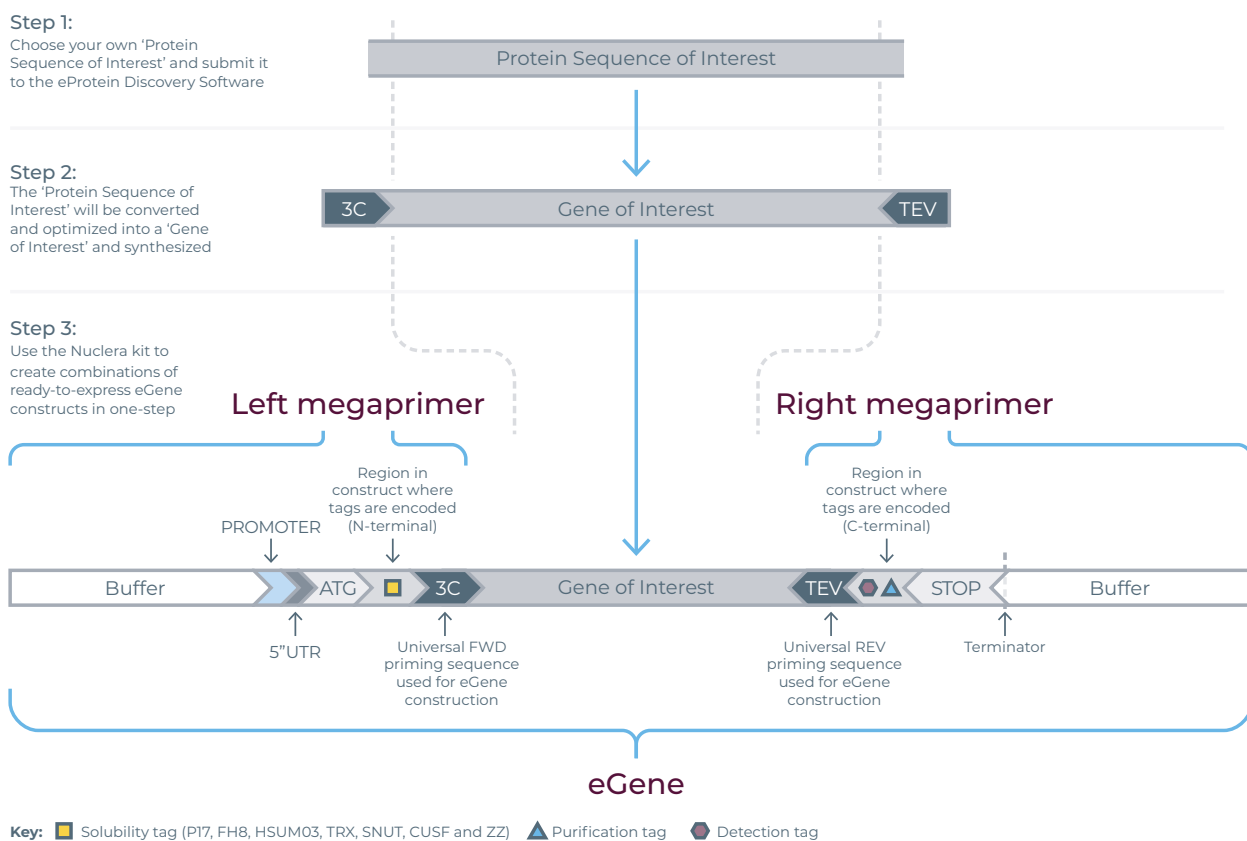 Step 1:
Choose your own ‘Protein
Sequence of Interest’ and submit it
to the eProtein Discovery Software
Protein Sequence of Interest
Step 2:
The ‘Protein Sequence of
Interest’ will be converted
and optimized into a ‘Gene
of Interest’ and synthesized
3C
Gene of Interest
TEV
Step 3:
Use the Nuclera kit to
create combinations of
ready-to-express eGene
constructs in one-step
Left megaprimer
Right megaprimer
Region in
construct where
tags are encoded
(N-terminal)
Region in
construct where
tags are encoded
(C-terminal)
PROMOTER
Buffer
ATG
3C
Gene of Interest
TEV
STOP
Buffer
5”UTR
Universal FWD
priming sequence
used for eGene
construction
Universal REV
priming sequence
used for eGene
construction
Terminator
eGene
Key:
Solubility tag (P17, FH8, HSUM03, TRX, SNUT, CUSF and ZZ)
Purification tag
Detection tag